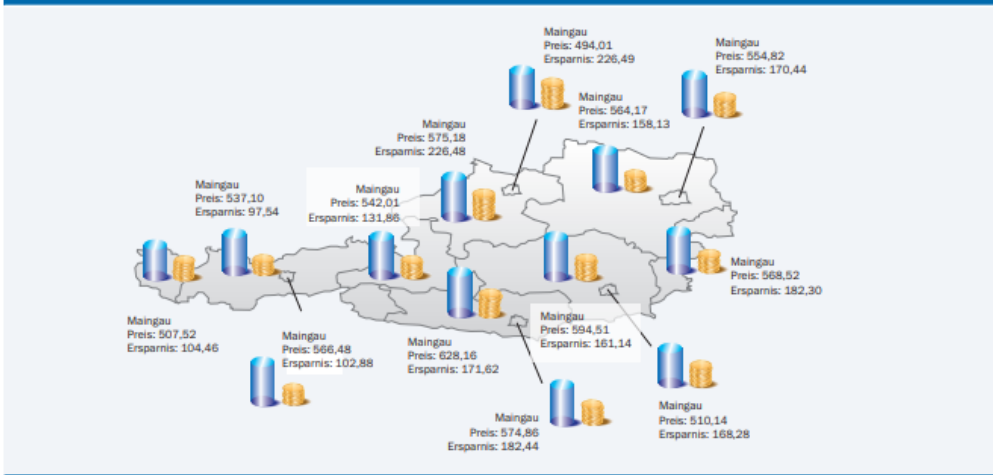 Maingau
Preis: 494,01
Ersparnis: 226,49
Maingau
Preis: 554,82
Ersparnis: 170,44
Maingau
Preis: 564,17
Ersparnis: 158,13
Maingau
Preis: 575,18
Ersparnis: 226,48
Maingau
Preis: 537,10
Ersparnis: 97,54
Maingau
Preis: 542,01
Ersparnis: 131,86
Maingau
Preis: 568,52
Ersparnis: 182,30
Maingau
Preis: 507,52
Ersparnis: 104,46
Maingau
Preis: 566,48
Ersparnis: 102,88
Maingau
Preis: 628,16
Ersparnis: 171,62
Maingau
Preis: 594,51
Ersparnis: 161,14
Maingau
Preis: 574,86
Ersparnis: 182,44
Maingau
Preis: 510,14
Ersparnis: 168,28